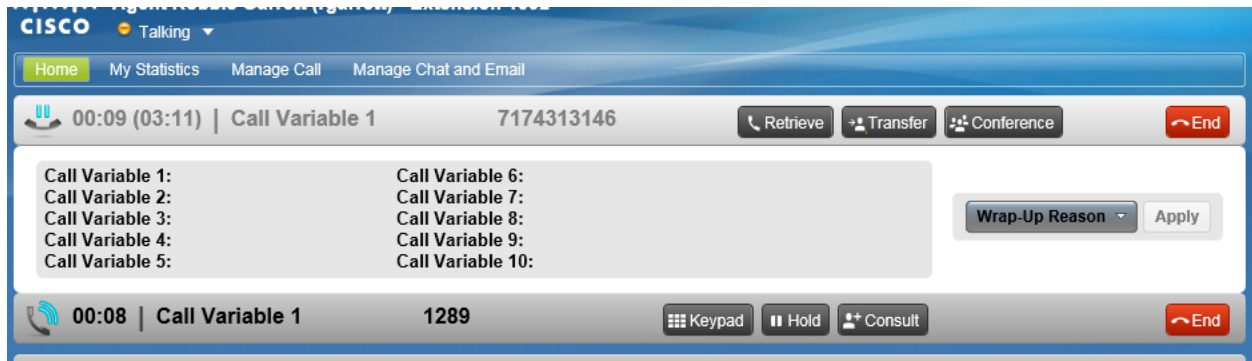 CISCO
Talking
Home My Statistics Manage Call Manage Chat and Email
00:09 (03:11) | Call Variable 1 7174313146 Retrieve Transfer Conference End
Call Variable 1: Call Variable 6:
Call Variable 2: Call Variable 7:
Call Variable 3: Call Variable 8:
Call Variable 4: Call Variable 9:
Call Variable 5: Call Variable 10:
Wrap-Up Reason Apply
00:08 | Call Variable 1 1289 Keypad Hold Consult End